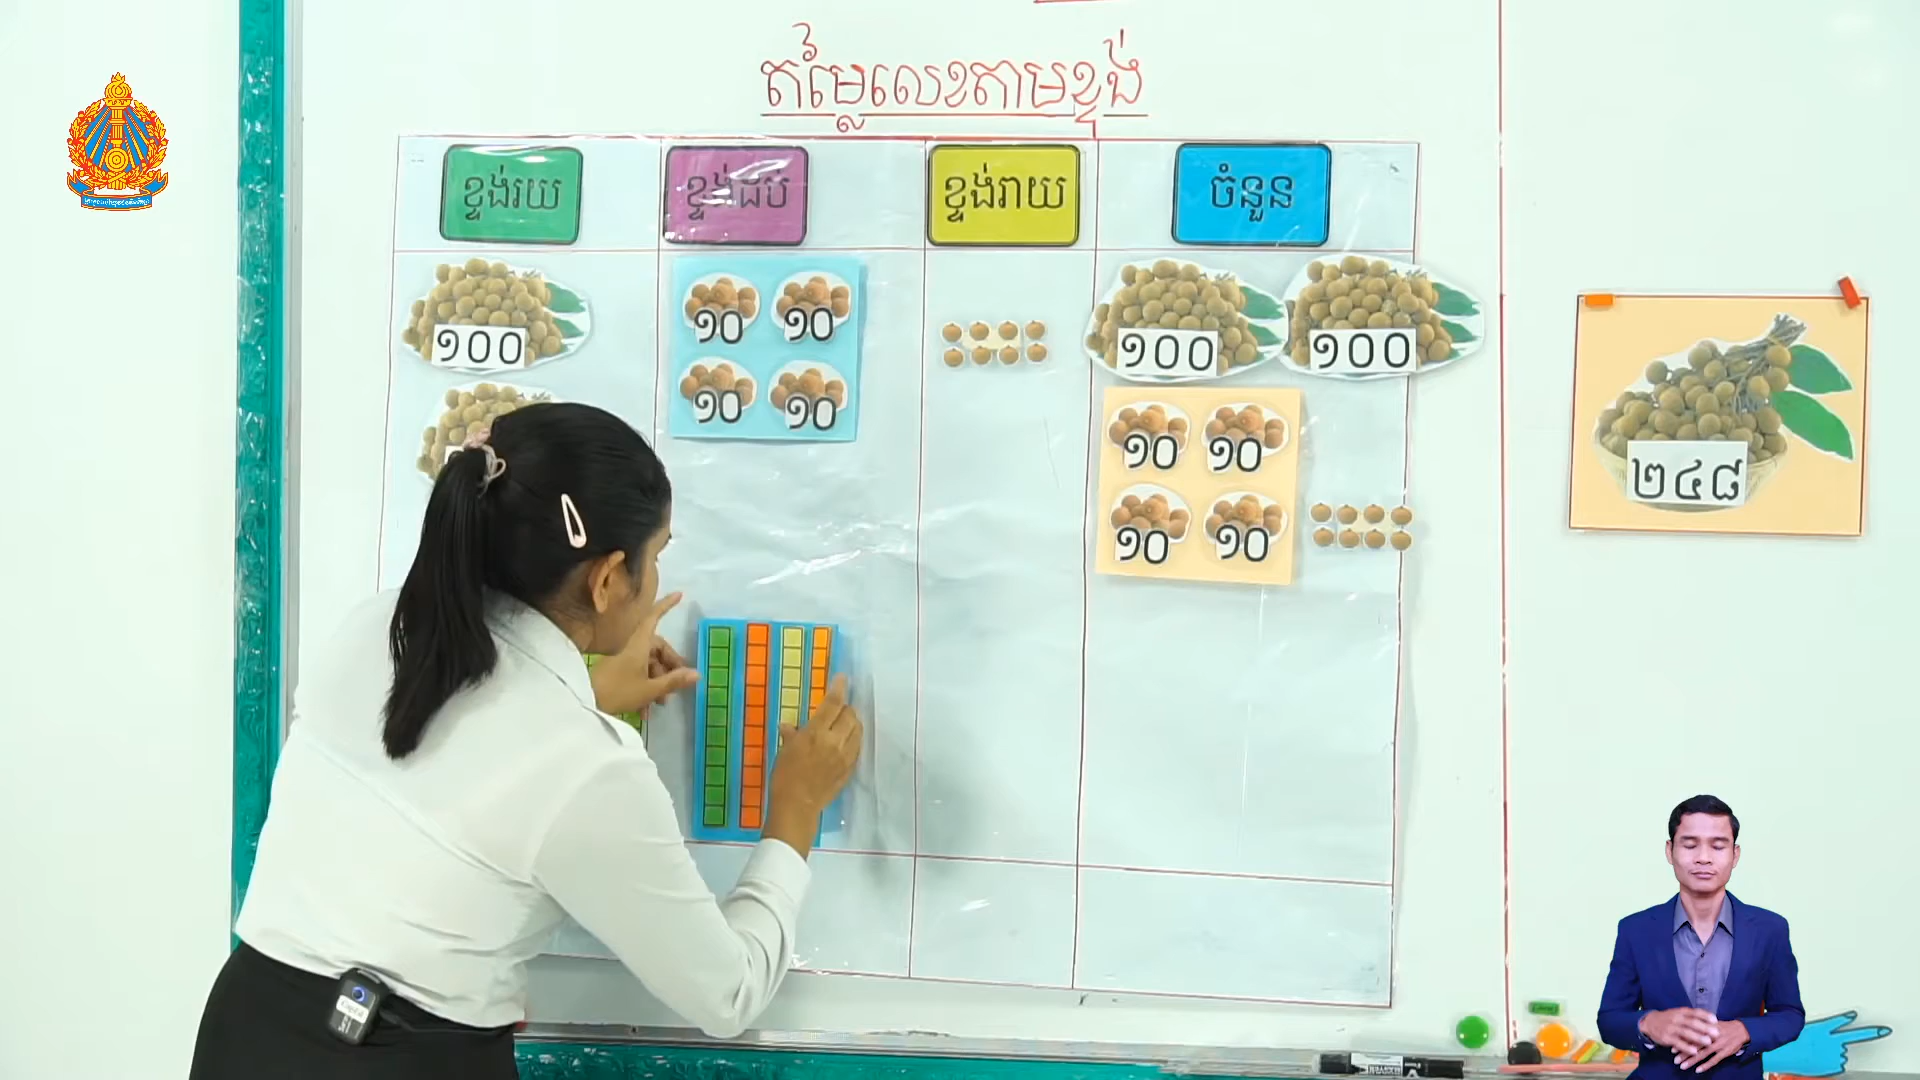 តម្លៃលេខតាមខ្ទង់
ខ្ទង់រយ ខ្ទង់ដប់ ខ្ទង់រាយ ចំនួន
១០០ ១០ ១០ ១០០ ១០០
១០ ១០
១០ ១០
១០ ១០
២៤៨